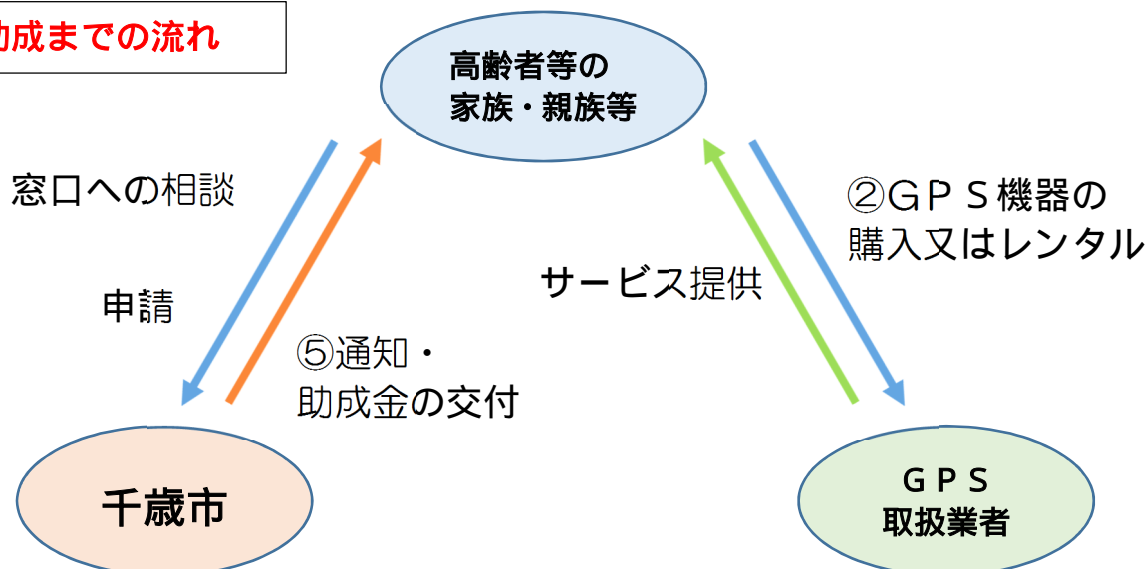 助成までの流れ
高齢者等の
家族・親族等
窓口への相談
②ＧＰＳ機器の
購入又はレンタル
サービス提供
申請
⑤通知・
助成金の交付
千歳市
ＧＰＳ
取扱業者